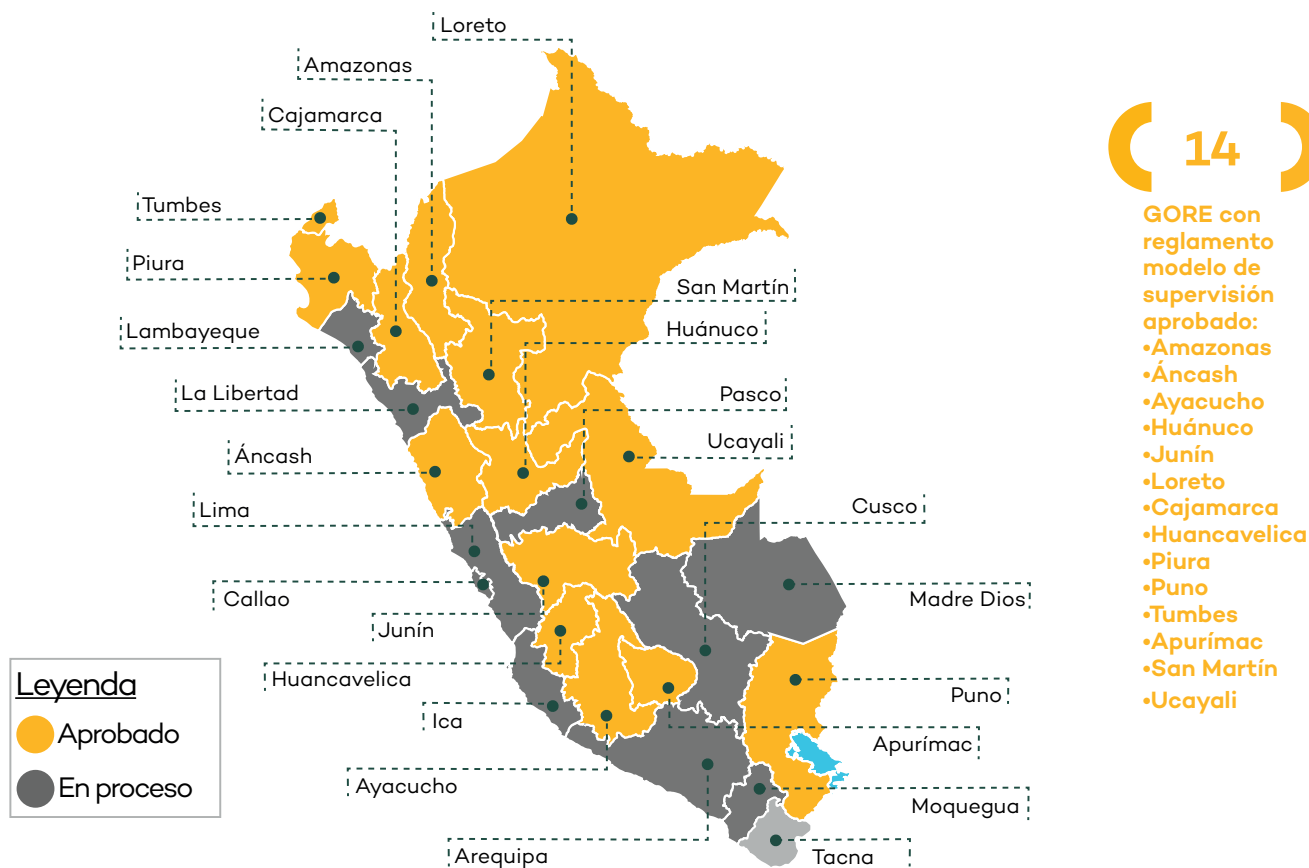 Loreto
Amazonas
Cajamarca
Tumbes
Piura
San Martín
Lambayeque
Huánuco
La Libertad
Pasco
Áncash
Ucayali
Lima
Cusco
Callao
Madre Dios
Junín
Huancavelica
Puno
Ica
Apurímac
Ayacucho
Moquegua
Arequipa
Tacna
Leyenda
Aprobado
En proceso
14
GORE con
reglamento
modelo de
supervisión
aprobado:
•Amazonas
•Áncash
•Ayacucho
•Huánuco
•Junín
•Loreto
•Cajamarca
•Huancavelica
•Piura
•Puno
•Tumbes
•Apurímac
•San Martín
•Ucayali